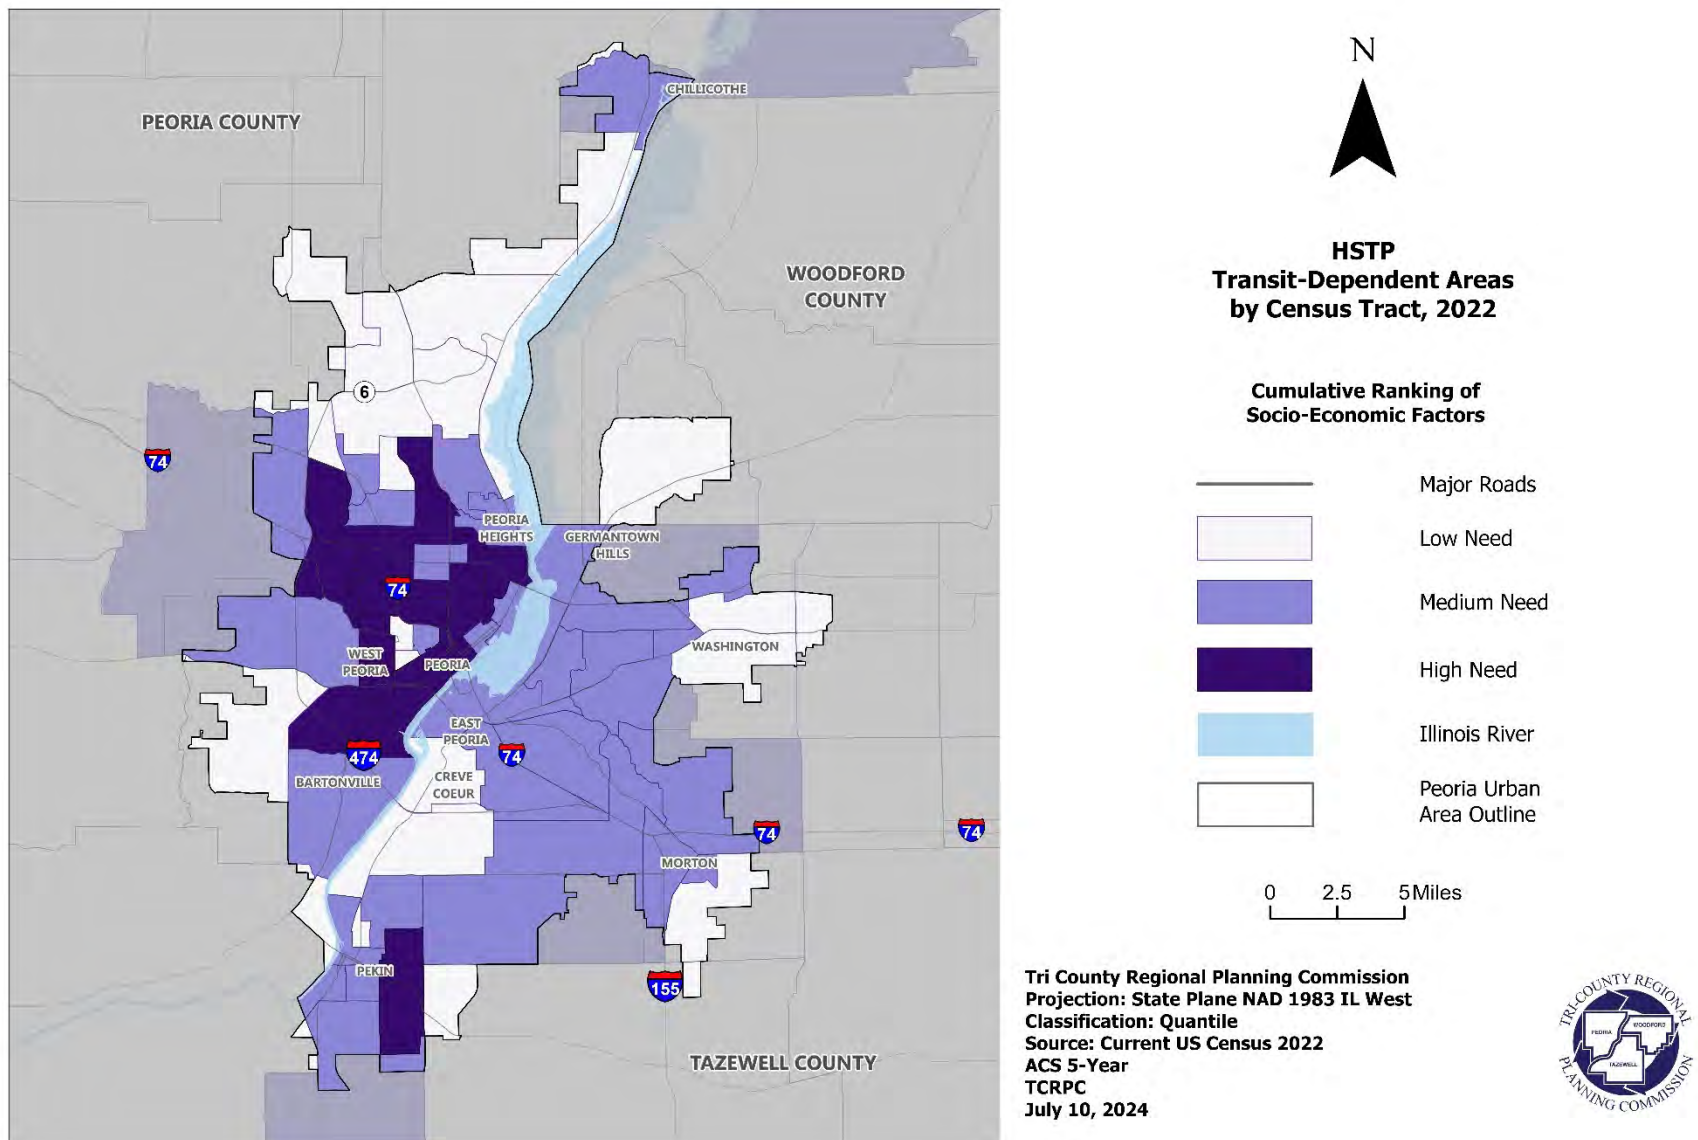 PEORIA COUNTY
CHILLICOTHE
WOODFORD
COUNTY
6
74
PEORIA
HEIGHTS
GERMANTOWN
HILLS
74
WEST
PEORIA
PEORIA
WASHINGTON
EAST
PEORIA
474
74
BARTONVILLE
CREVE
COEUR
74
74
MORTON
PEKIN
155
TAZEWELL COUNTY
N
HSTP
Transit-Dependent Areas
by Census Tract, 2022
Cumulative Ranking of
Socio-Economic Factors
Major Roads
Low Need
Medium Need
High Need
Illinois River
Peoria Urban
Area Outline
0 2.5 5 Miles
Tri County Regional Planning Commission
Projection: State Plane NAD 1983 IL West
Classification: Quantile
Source: Current US Census 2022
ACS 5-Year
TCRPC
July 10, 2024
TRI-COUNTY REGIONAL
PEORIA
WOODFORD
TAZEWELL
PLANNING COMMISSION